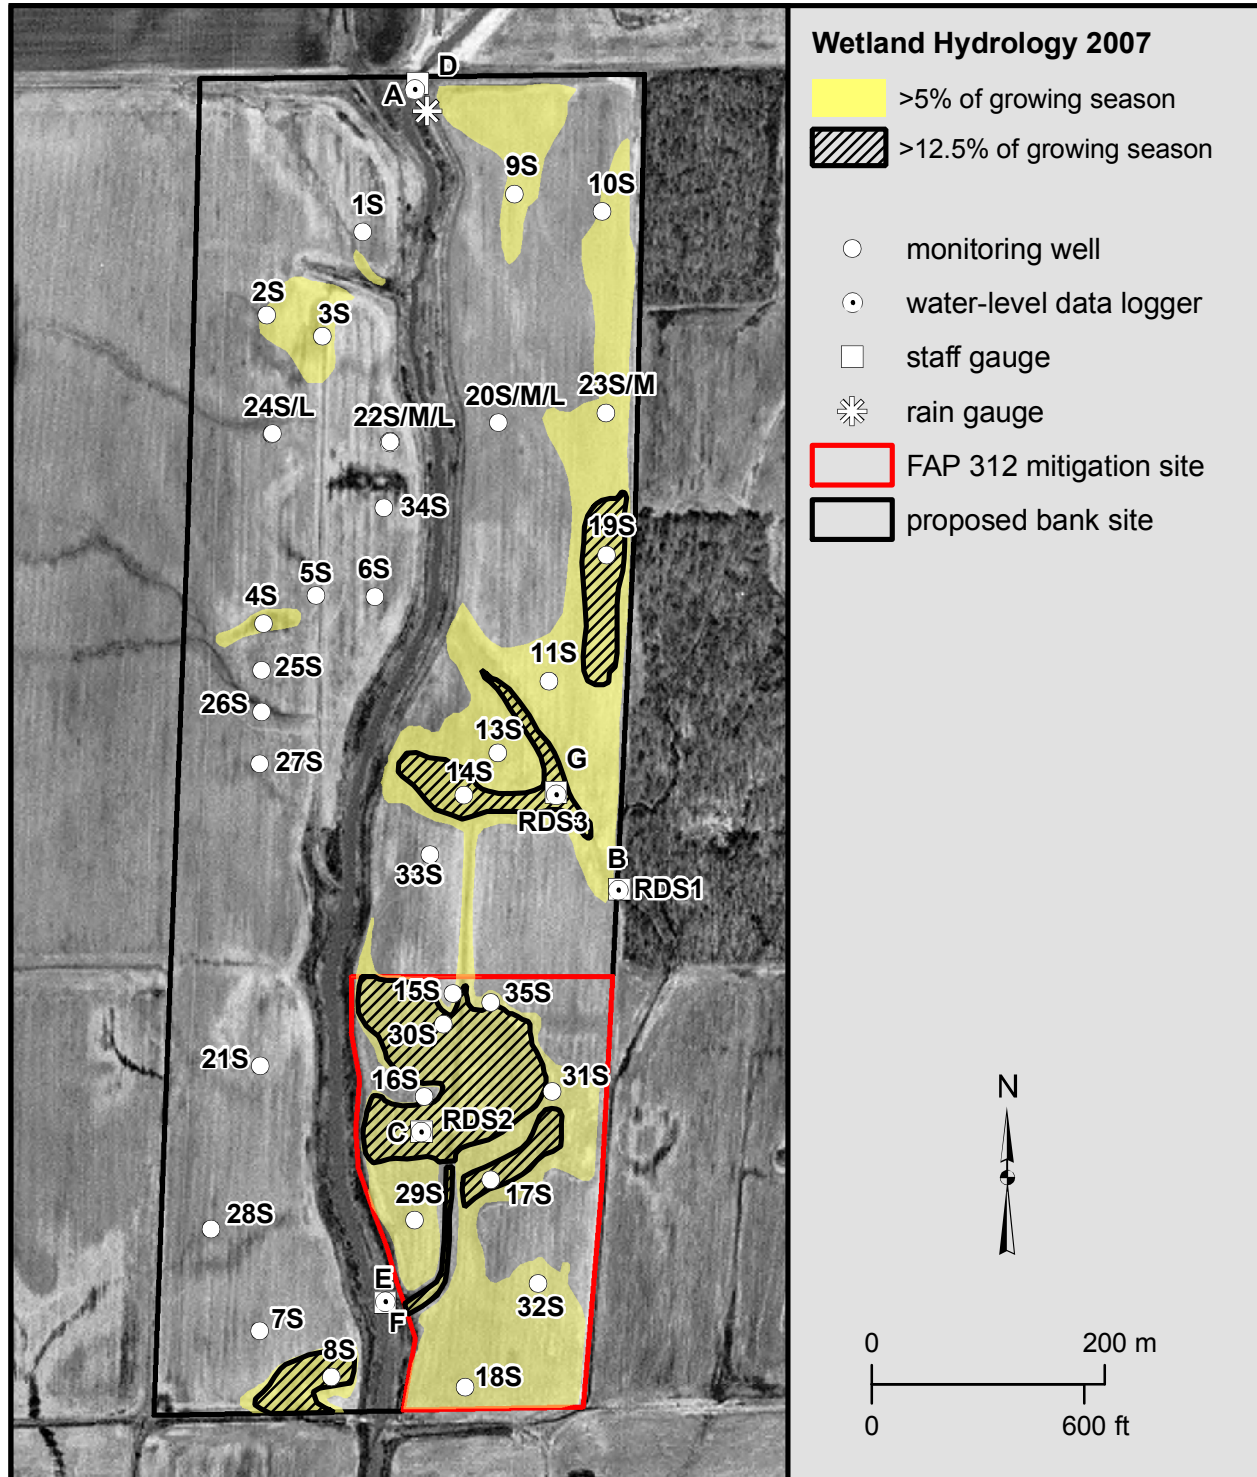 Wetland Hydrology 2007
>5% of growing season
>12.5% of growing season
monitoring well
water-level data logger
staff gauge
rain gauge
FAP 312 mitigation site
proposed bank site
D
A
9S
10S
1S
2S
3S
24S/L
22S/M/L
20S/M/L
23S/M
34S
19S
5S
6S
4S
25S
11S
26S
13S
27S
G
14S
RDS3
33S
B
RDS1
15S
35S
30S
21S
16S
31S
C
RDS2
29S
17S
28S
E
F
32S
7S
8S
18S
N
0
200 m
0
600 ft